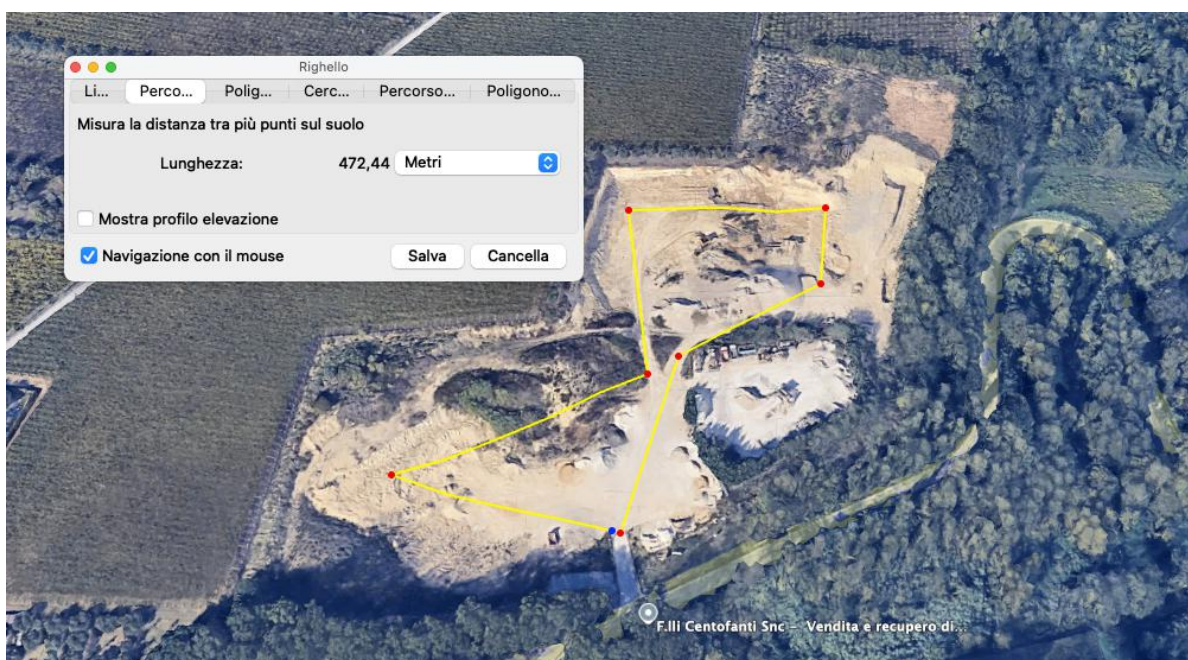 Righello
Li... Perco... Polig... Cerc... Percorso... Poligono...
Misura la distanza tra più punti sul suolo
Lunghezza: 472,44 Metri
Mostra profilo elevazione
Navigazione con il mouse Salva Cancella
F.lli Centofanti Snc - Vendita e recupero di...